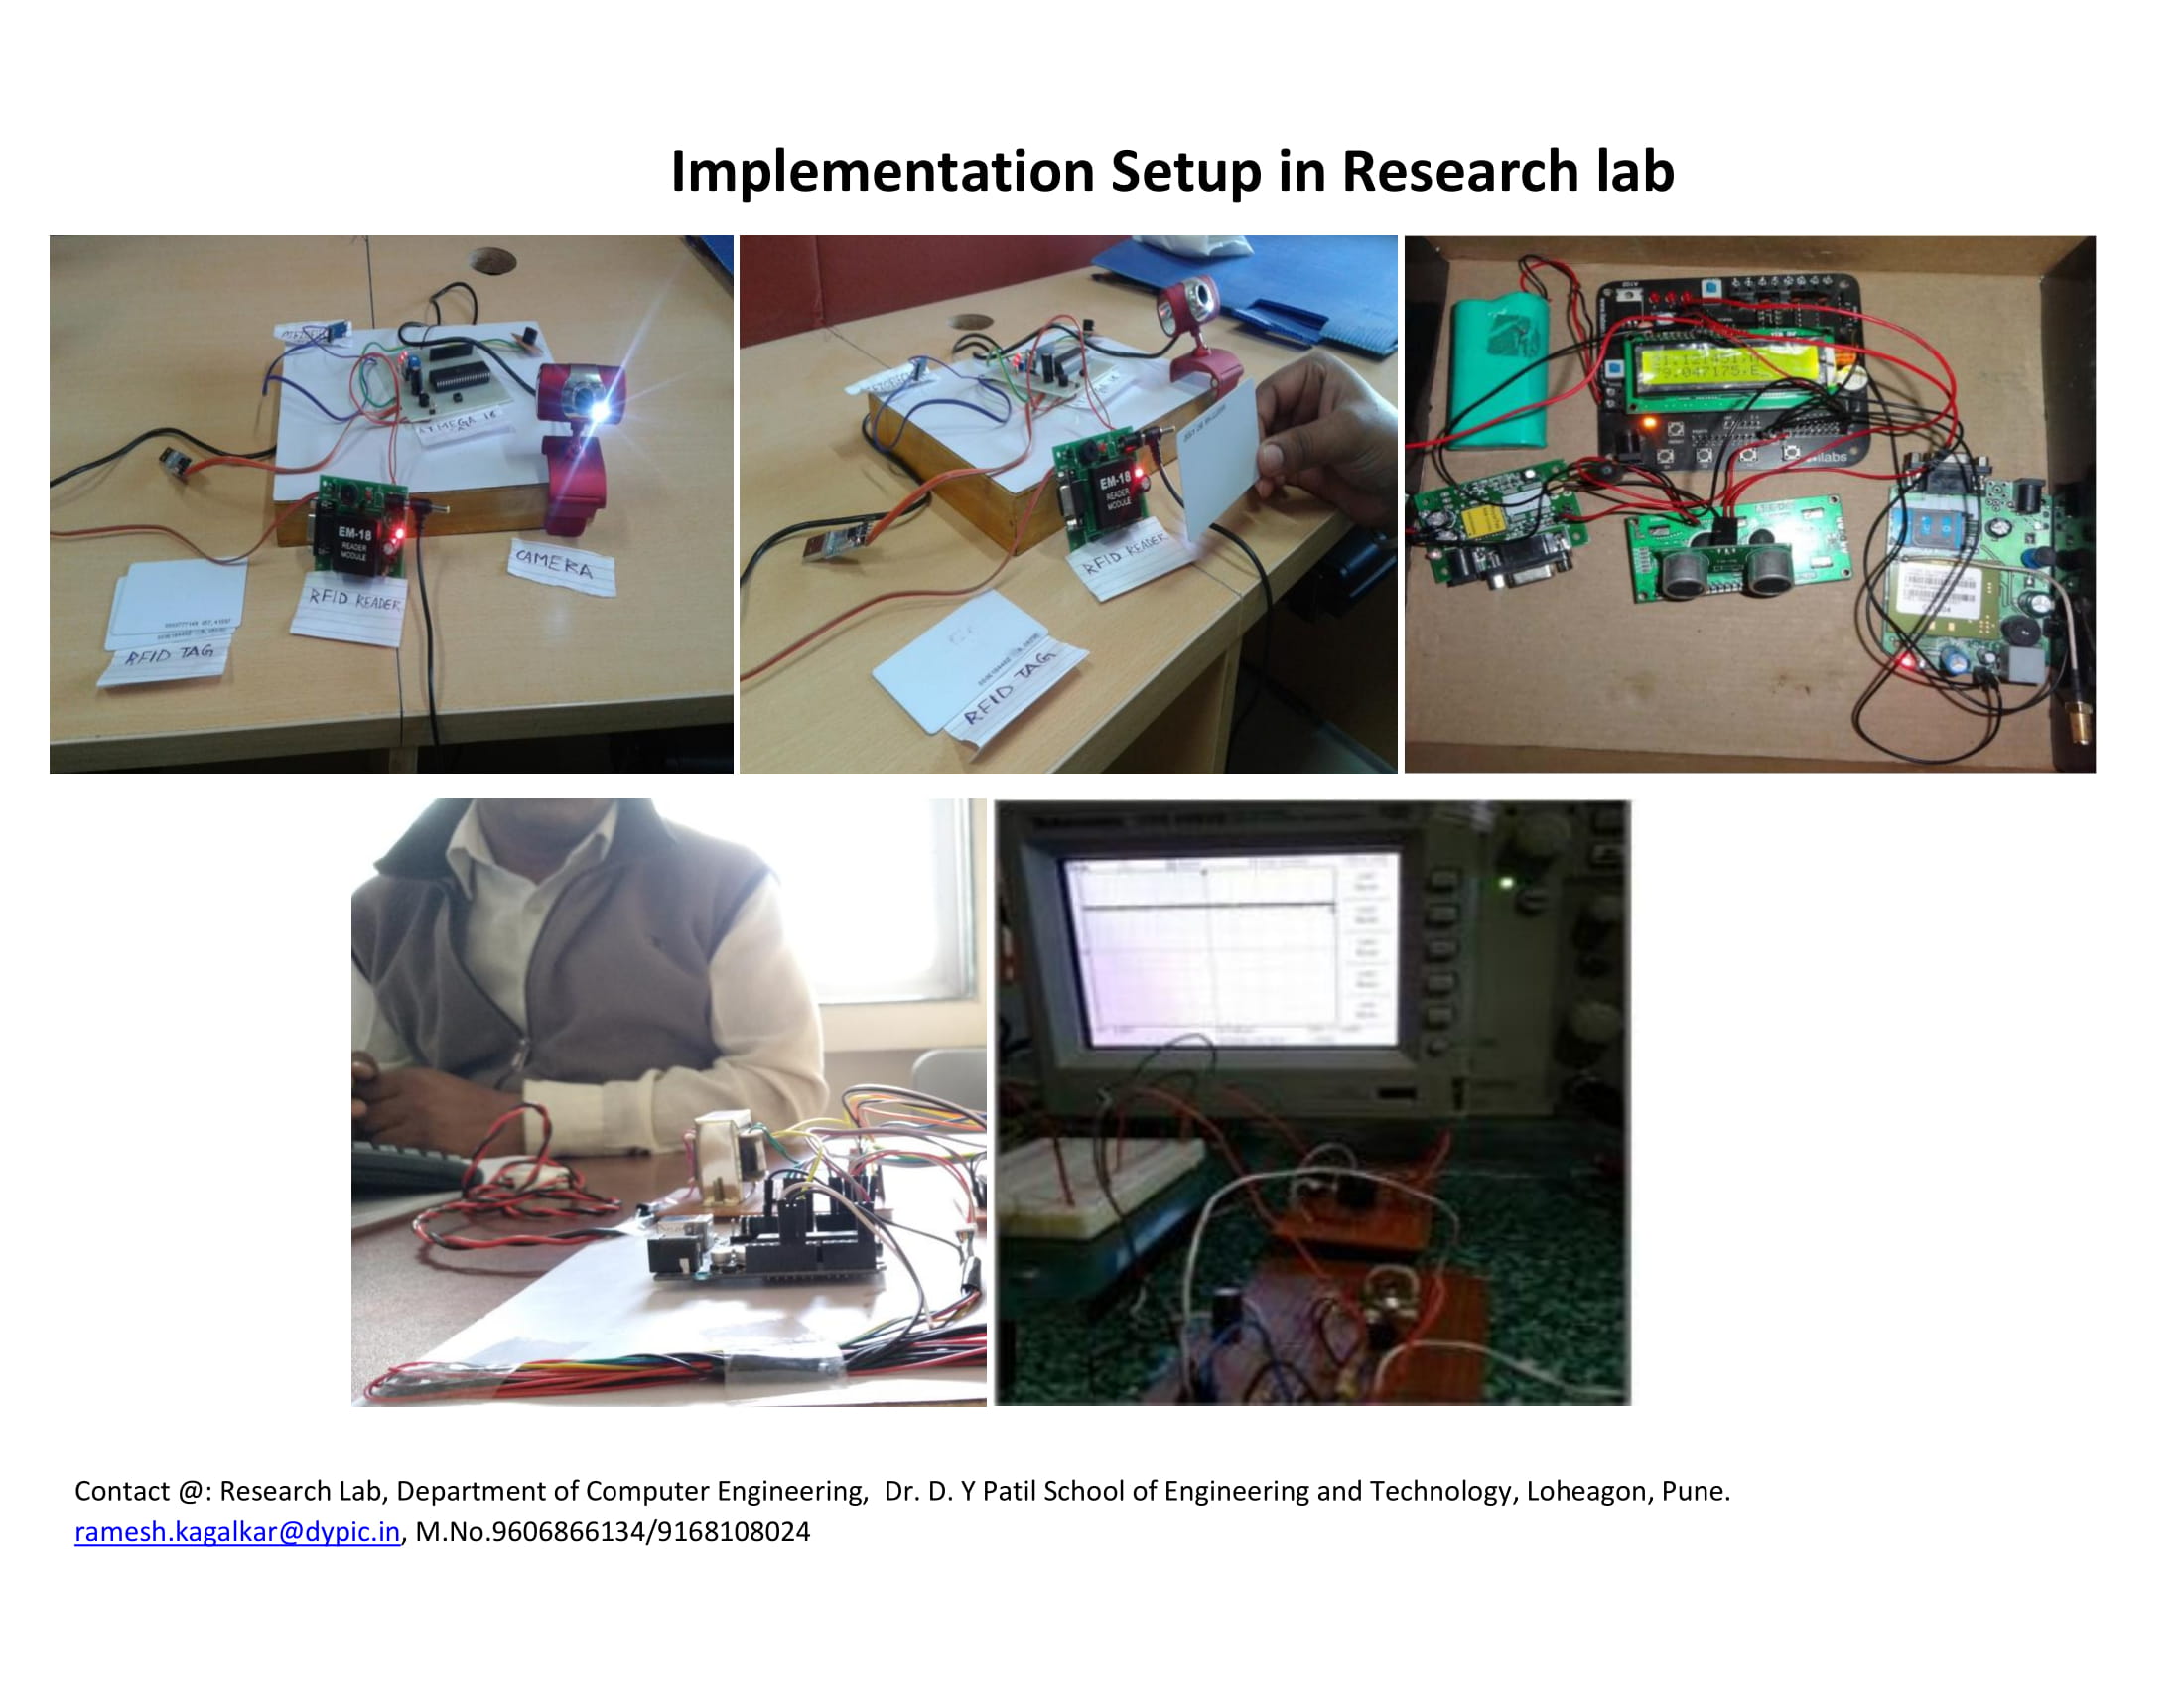 Implementation Setup in Research lab
ATMEGA 16
EM-18
READER
MODULE
RFID READER
CAMERA
RFID TAG
EM-18
READER
MODULE
RFID READER
RFID TAG
9.047175,E
Contact @: Research Lab, Department of Computer Engineering,  Dr. D. Y Patil School of Engineering and Technology, Loheagon, Pune.
ramesh.kagalkar@dypic.in, M.No.9606866134/9168108024